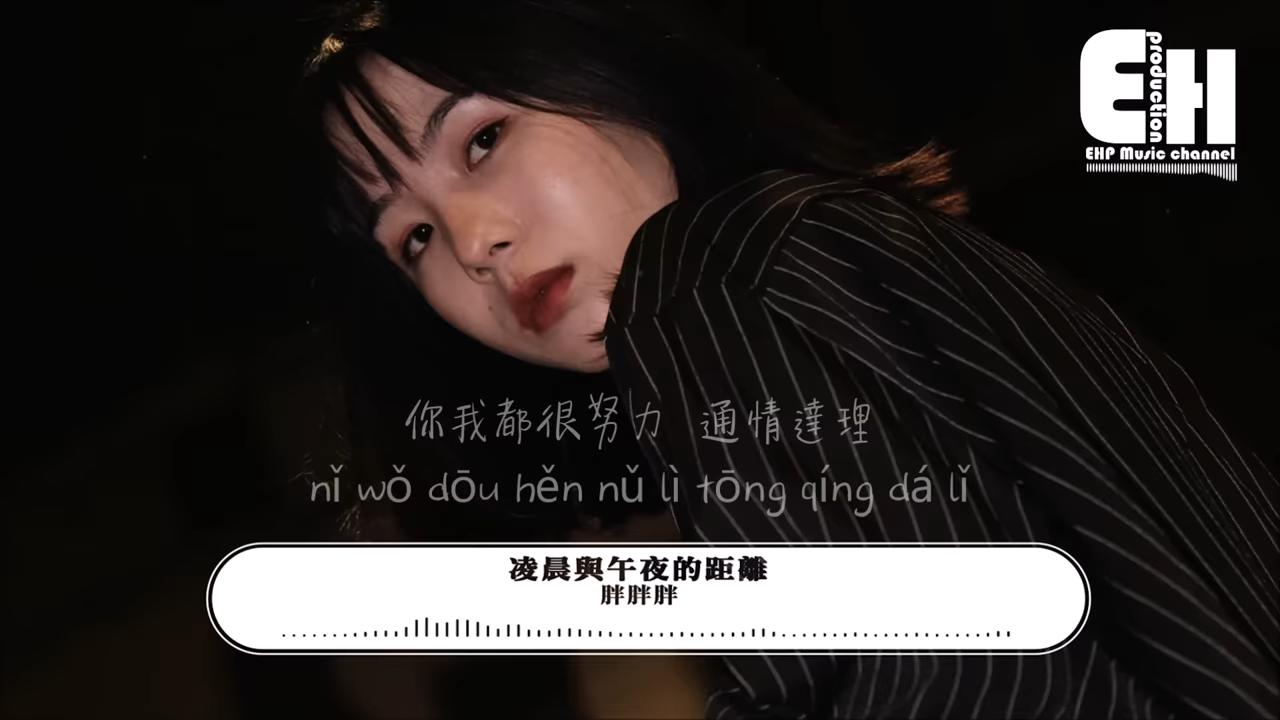 EH
production
EHP Music channel
你我都很努力 通情達理
nǐ wǒ dōu hěn nǔ lì tōng qíng dá lǐ
凌晨與午夜的距離
胖胖胖